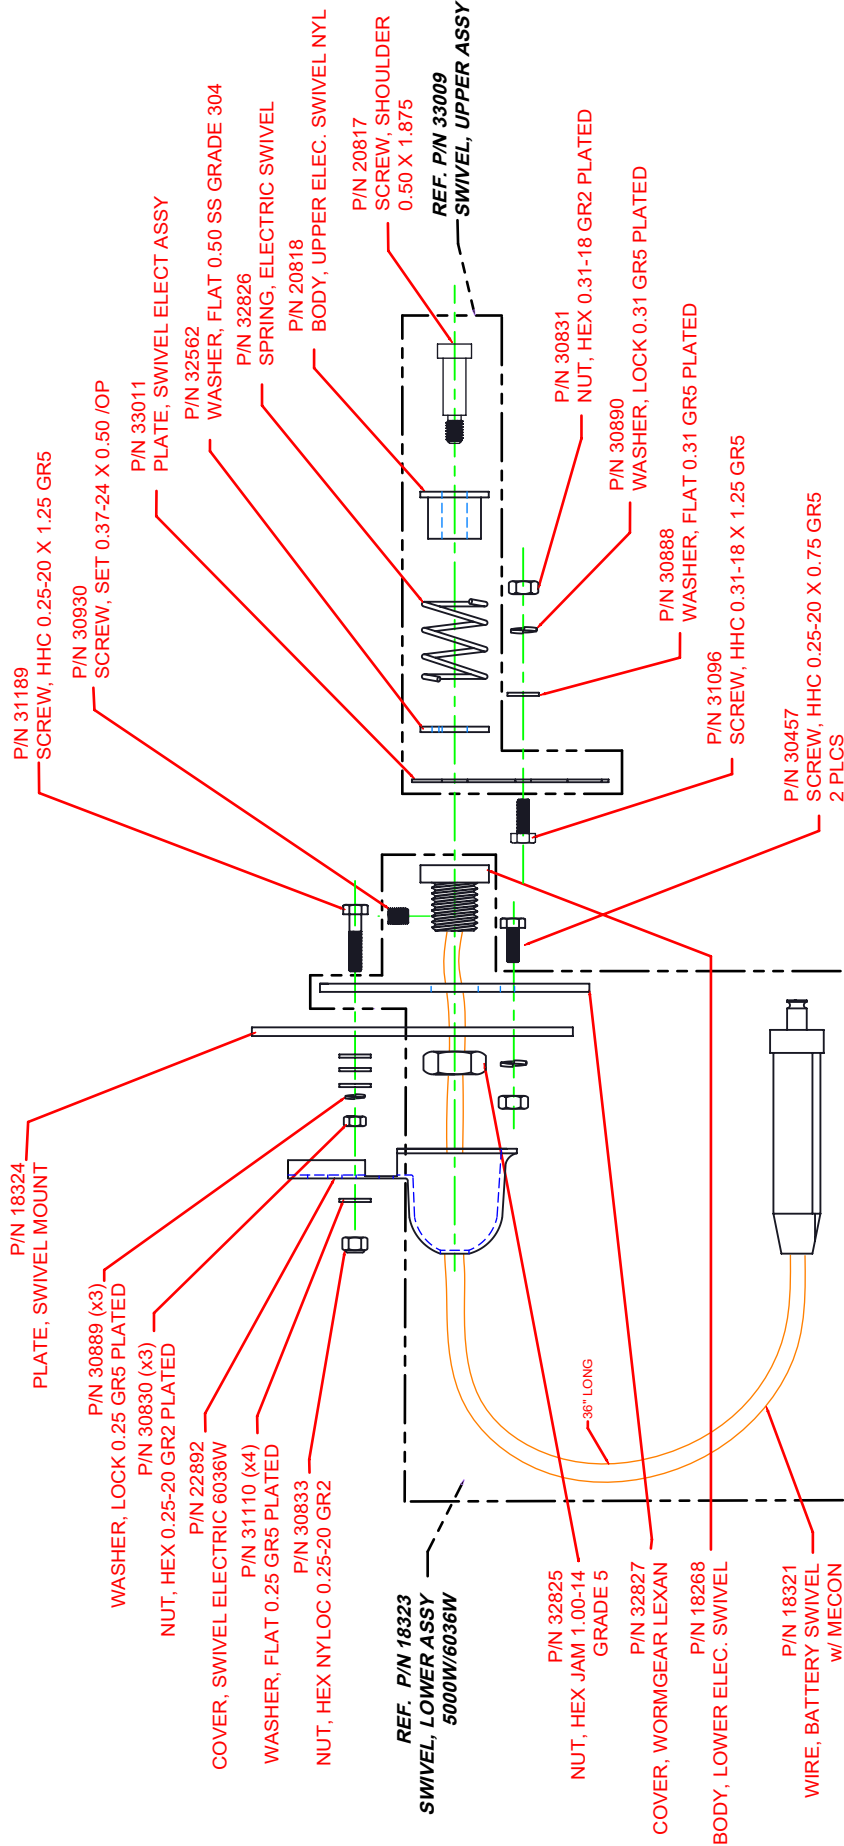 P/N 31189
SCREW, HHC 0.25-20 X 1.25 GR5
P/N 30930
SCREW, SET 0.37-24 X 0.50 /OP
P/N 33011
PLATE, SWIVEL ELECT ASSY
P/N 32562
WASHER, FLAT 0.50 SS GRADE 304
P/N 32826
SPRING, ELECTRIC SWIVEL
P/N 20818
BODY, UPPER ELEC. SWIVEL NYL
P/N 20817
SCREW, SHOULDER
0.50 X 1.875
REF. P/N 33009
SWIVEL, UPPER ASSY
P/N 30831
NUT, HEX 0.31-18 GR2 PLATED
P/N 30890
WASHER, LOCK 0.31 GR5 PLATED
P/N 30888
WASHER, FLAT 0.31 GR5 PLATED
P/N 31096
SCREW, HHC 0.31-18 X 1.25 GR5
P/N 30457
SCREW, HHC 0.25-20 X 0.75 GR5
2 PLCS
P/N 18324
PLATE, SWIVEL MOUNT
P/N 30889 (x3)
WASHER, LOCK 0.25 GR5 PLATED
P/N 30830 (x3)
NUT, HEX 0.25-20 GR2 PLATED
P/N 22892
COVER, SWIVEL ELECTRIC 6036W
P/N 31110 (x4)
WASHER, FLAT 0.25 GR5 PLATED
P/N 30833
NUT, HEX NYLOC 0.25-20 GR2
REF. P/N 18323
SWIVEL, LOWER ASSY
5000W/6036W
36" LONG
P/N 32825
NUT, HEX JAM 1.00-14
GRADE 5
P/N 32827
COVER, WORMGEAR LEXAN
P/N 18268
BODY, LOWER ELEC. SWIVEL
P/N 18321
WIRE, BATTERY SWIVEL
w/ MECON